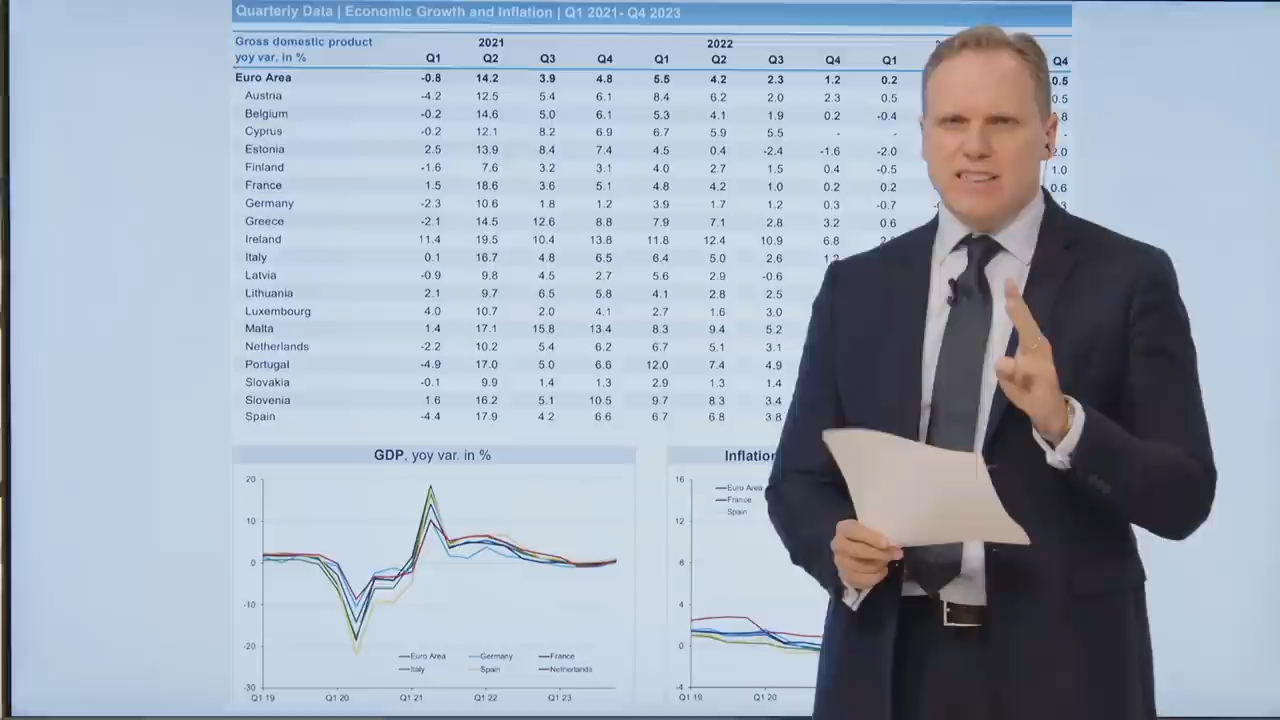 Quarterly Data | Economic Growth and Inflation | Q1 2021- Q4 2023
Gross domestic product 2021 2022
yoy var. in % Q1 Q2 Q3 Q4 Q1 Q2 Q3 Q4 Q1 Q4
Euro Area -0.8 14.2 3.9 4.8 5.5 4.2 2.3 1.2 0.2 0.5
Austria -4.2 12.5 5.4 6.1 8.4 6.2 2.0 2.3 0.5 0.5
Belgium -0.2 14.6 5.0 6.1 5.3 4.1 1.9 0.2 -0.4
Cyprus -0.2 12.1 8.2 6.9 6.7 5.9 5.5 - - -
Estonia 2.5 13.9 8.4 7.4 4.5 0.4 -2.4 -1.6 -2.0
Finland -1.6 7.6 3.2 3.1 4.0 2.7 1.5 0.4 -0.5 1.0
France 1.5 18.6 3.6 5.1 4.8 4.2 1.0 0.2 0.2 0.6
Germany -2.3 10.6 1.8 1.2 3.9 1.7 1.2 0.3 -0.7
Greece -2.1 14.5 12.6 8.8 7.9 7.1 2.8 3.2 0.6
Ireland 11.4 19.5 10.4 13.8 11.8 12.4 10.9 6.8
Italy 0.1 16.7 4.8 6.5 6.4 5.0 2.6
Latvia -0.9 9.8 4.5 2.7 5.6 2.9 -0.6
Lithuania 2.1 9.7 6.5 5.8 4.1 2.8 2.5
Luxembourg 4.0 10.7 2.0 4.1 2.7 1.6 3.0
Malta 1.4 17.1 15.8 13.4 8.3 9.4 5.2
Netherlands -2.2 10.2 5.4 6.2 6.7 5.1 3.1
Portugal -4.9 17.0 5.0 6.6 12.0 7.4 4.9
Slovakia -0.1 9.9 1.4 1.3 2.9 1.3 1.4
Slovenia 1.6 16.2 5.1 10.5 9.7 8.3 3.4
Spain -4.4 17.9 4.2 6.6 6.7 6.8 3.8
GDP, yoy var. in %
20
10
0
-10
-20
-30
Euro Area Germany France
Italy Spain Netherlands
Q1 19 Q1 20 Q1 21 Q1 22 Q1 23
Inflation
16
12
8
4
0
-4
Euro Area
France
Spain
Q1 19 Q1 20